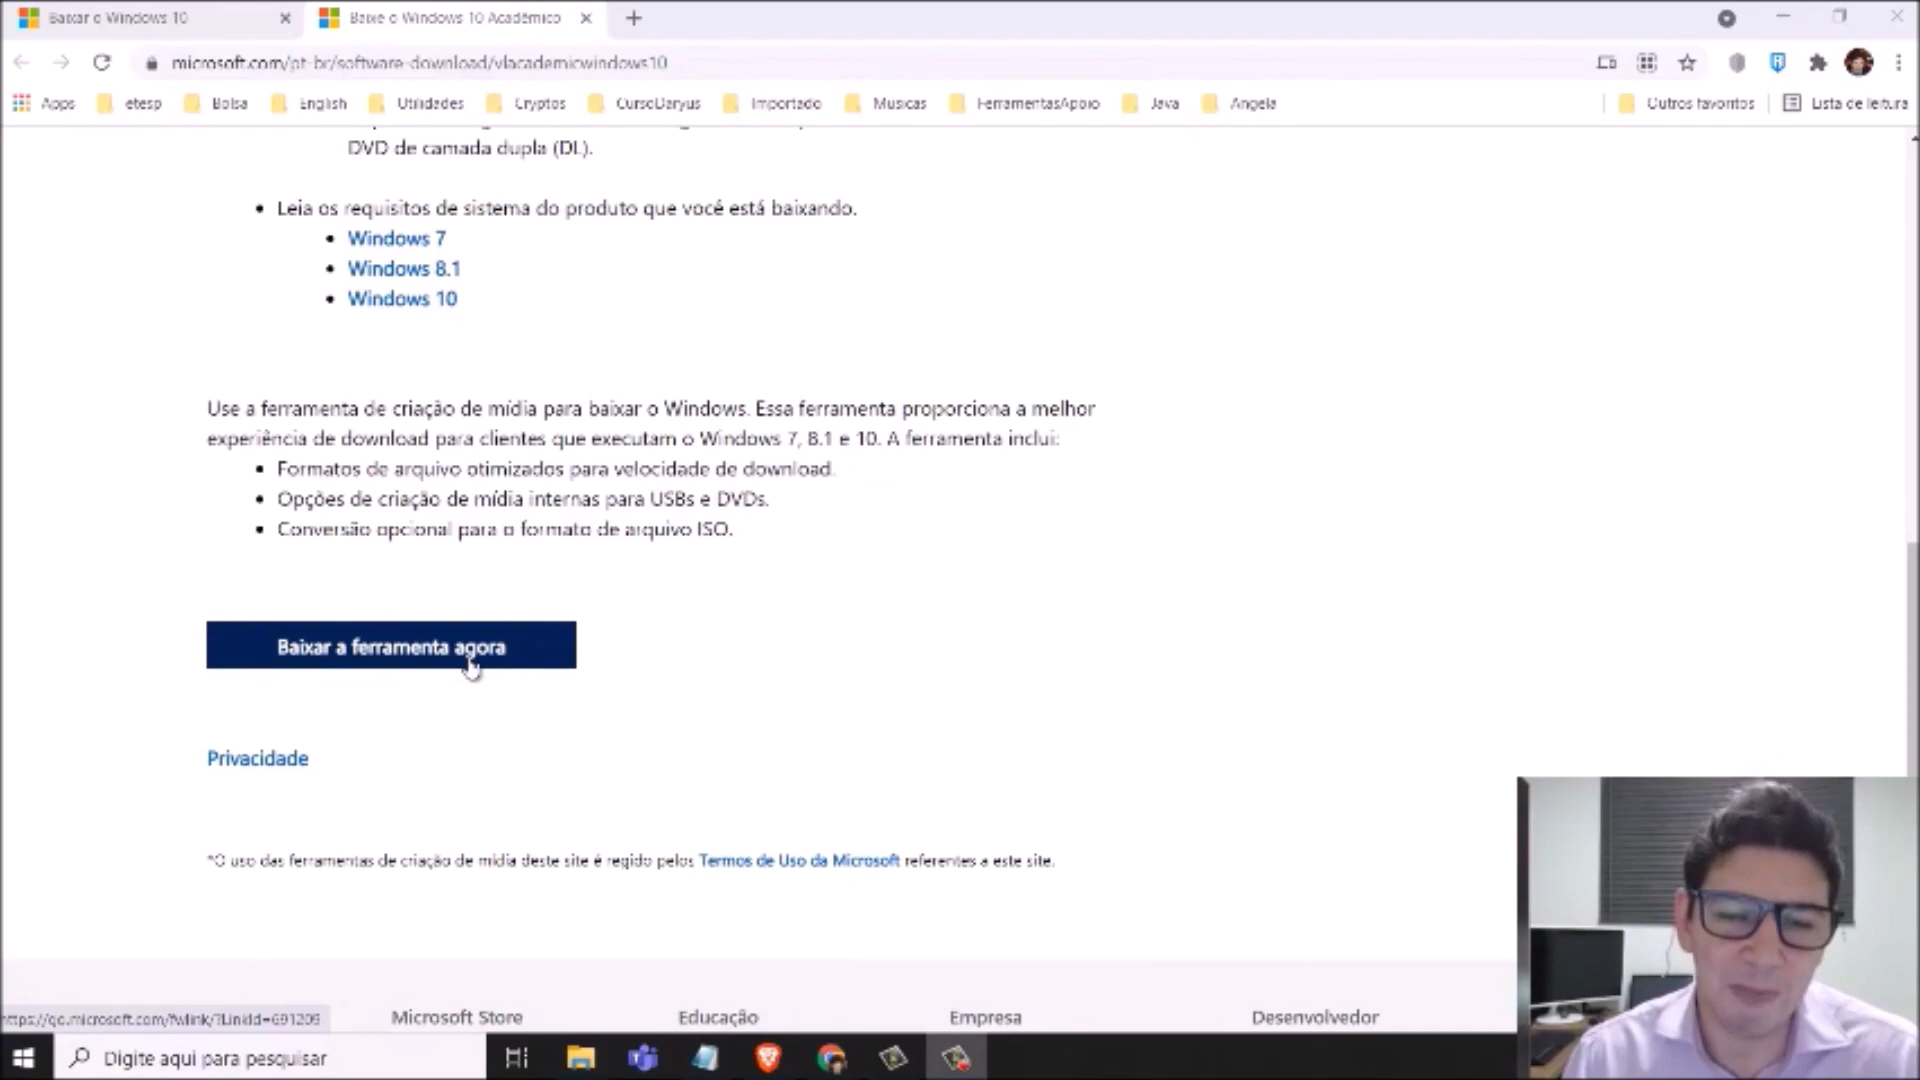 Baixar o Windows 10
Baixe o Windows 10 Acadêmico
microsoft.com/pt-br/software-download/vlacademicwindows10
Apps etesp Bolsa English Utilidades Cryptos CursoDaryus Importado Musicas FerramentasApoio Java Angela Outros favoritos Lista de leitura
DVD de camada dupla (DL).
Leia os requisitos de sistema do produto que você está baixando.
Windows 7
Windows 8.1
Windows 10
Use a ferramenta de criação de mídia para baixar o Windows. Essa ferramenta proporciona a melhor
experiência de download para clientes que executam o Windows 7, 8.1 e 10. A ferramenta inclui:
Formatos de arquivo otimizados para velocidade de download.
Opções de criação de mídia internas para USBs e DVDs.
Conversão opcional para o formato de arquivo ISO.
Baixar a ferramenta agora
Privacidade
*O uso das ferramentas de criação de mídia deste site é regido pelos Termos de Uso da Microsoft referentes a este site.
https://go.microsoft.com/fwlink/?LinkId=691209
Microsoft Store Educação Empresa Desenvolvedor
Digite aqui para pesquisar